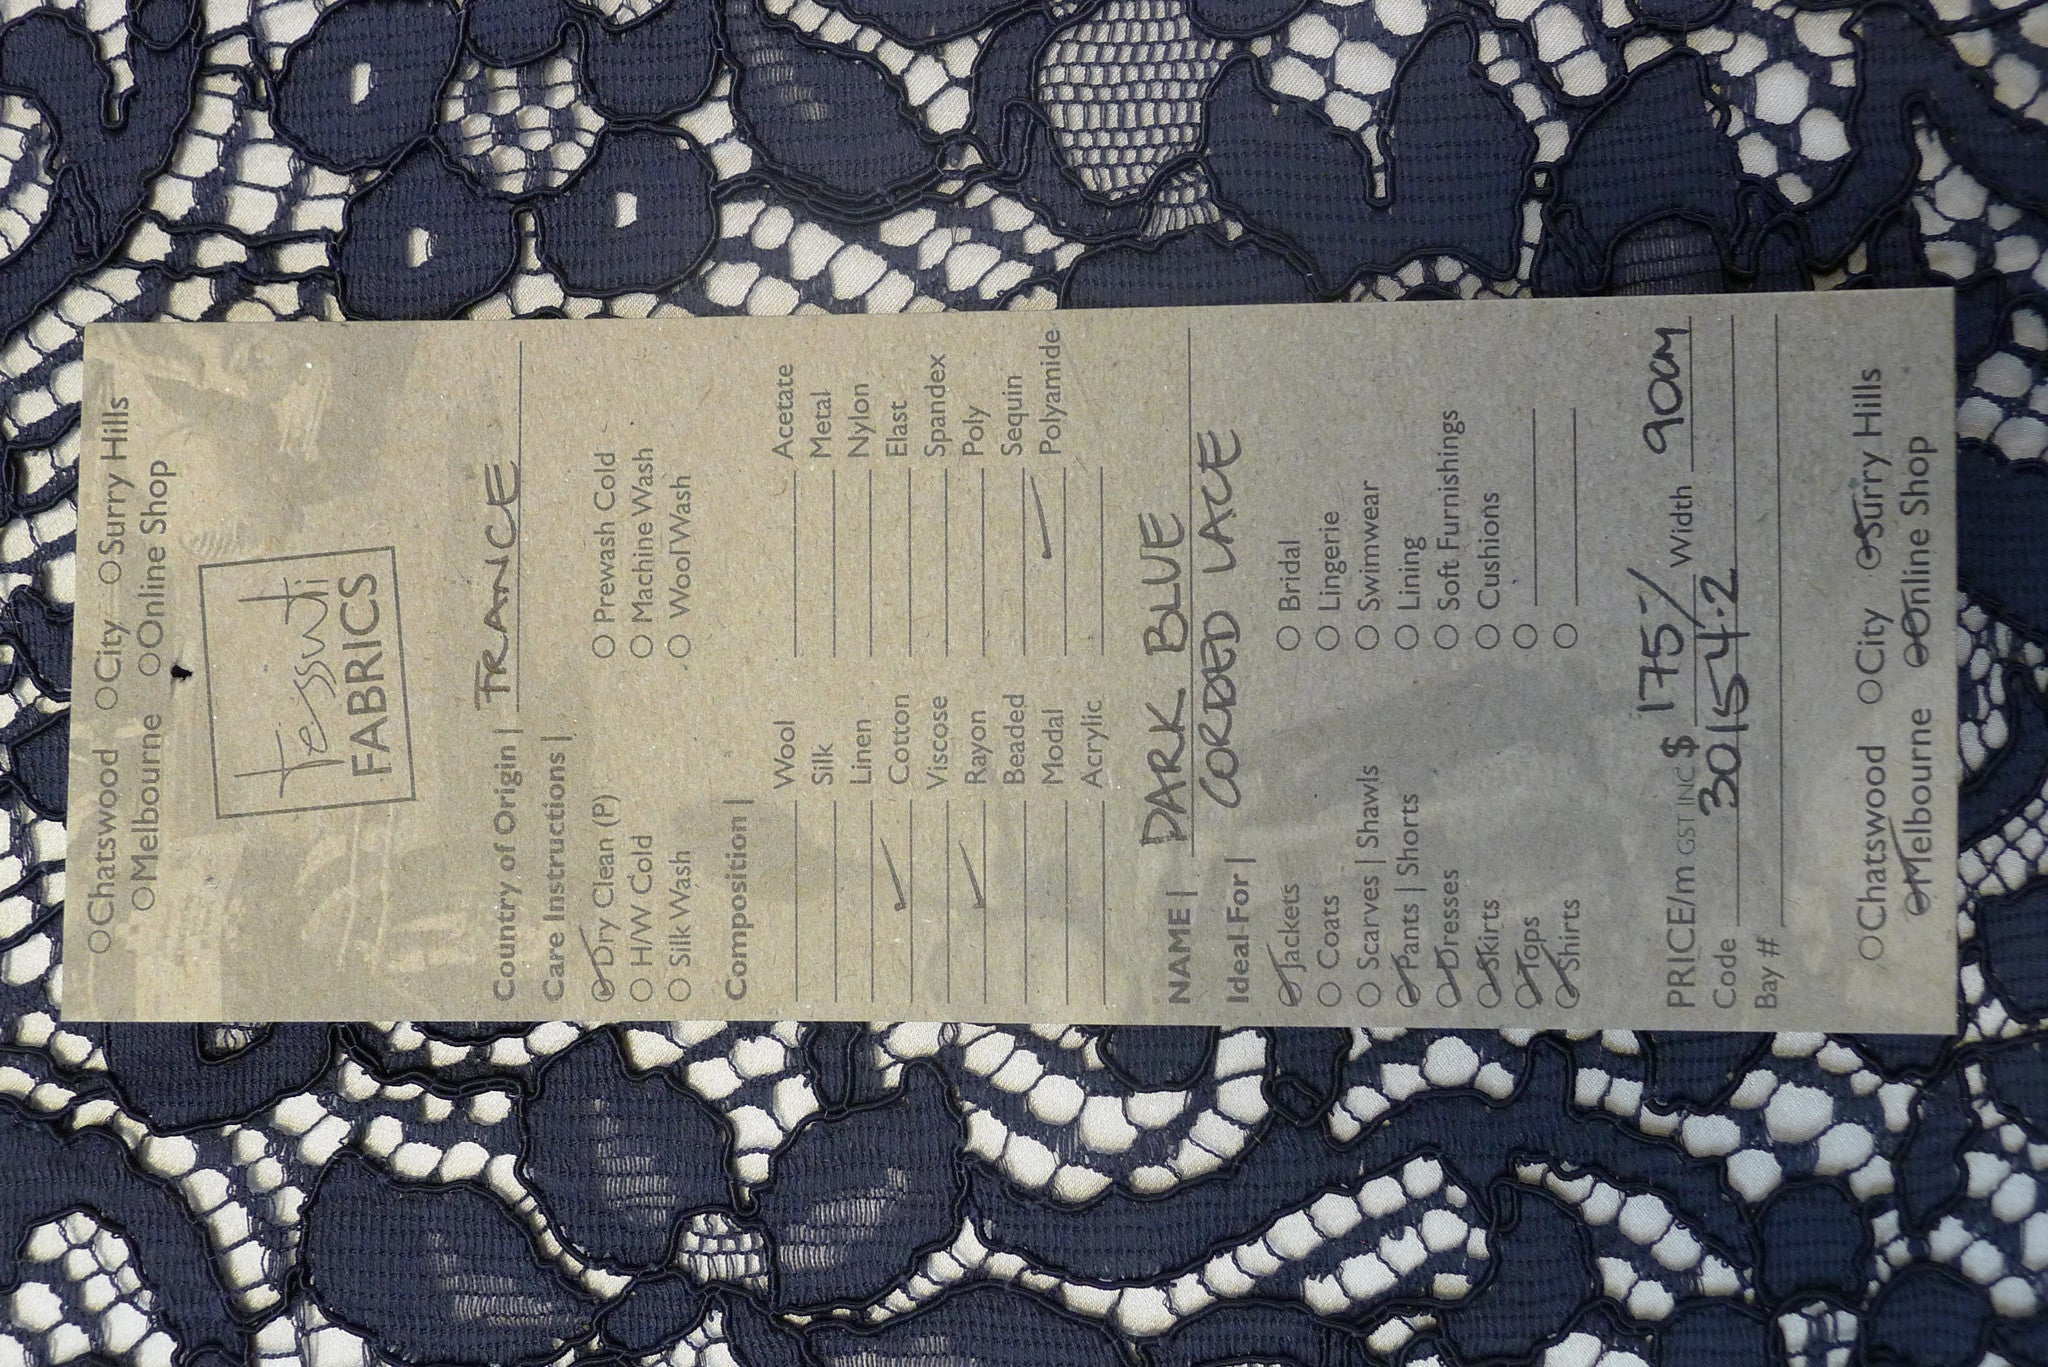 Chatswood City Surry Hills
Melbourne Online Shop
Tessuti
FABRICS
Country of Origin | FRANCE
Care Instructions |
Dry Clean (P) Prewash Cold
H/W Cold Machine Wash
Silk Wash Wool Wash
Composition |
Wool Acetate
Silk Metal
Linen Nylon
Cotton Elast
Viscose Spandex
Rayon Poly
Beaded Sequin
Modal Polyamide
Acrylic
NAME | DARK BLUE
CORDED LACE
Ideal For |
Jackets Bridal
Coats Lingerie
Scarves | Shawls Swimwear
Pants | Shorts Lining
Dresses Soft Furnishings
Skirts Cushions
Tops
Shirts
PRICE/m GST INC $ 175-/ Width 90cm
Code 30154.2
Bay #
Chatswood City Surry Hills
Melbourne Online Shop